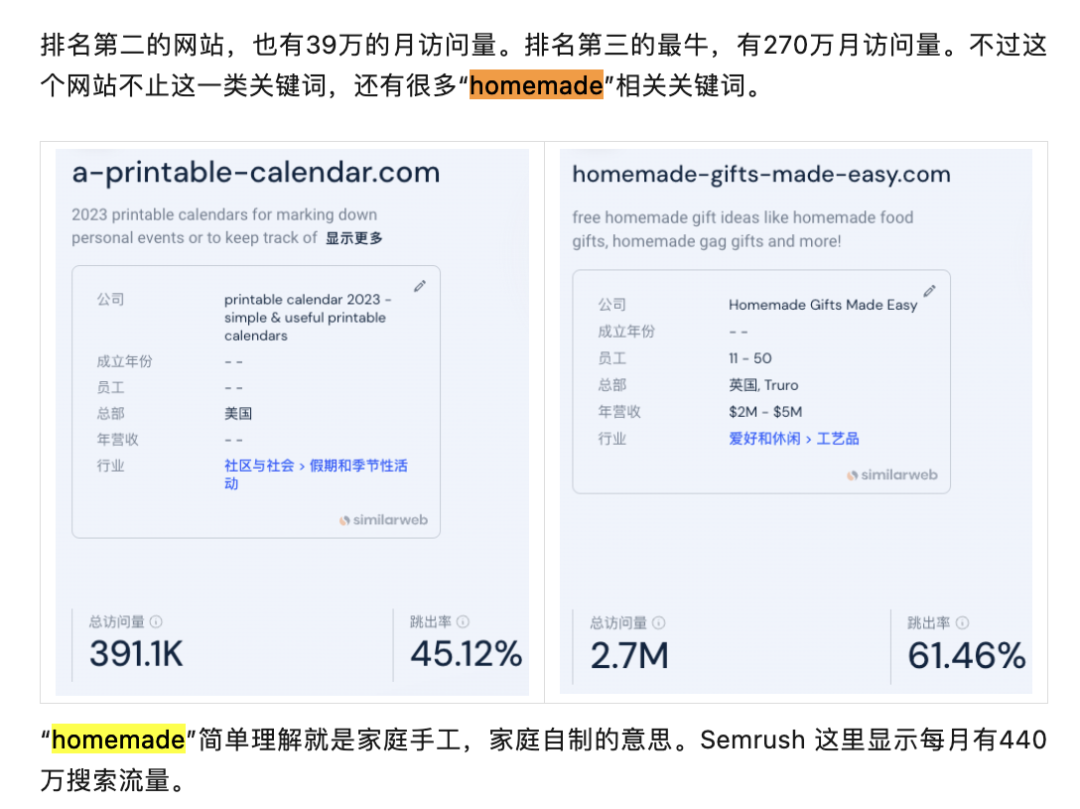 排名第二的网站，也有39万的月访问量。排名第三的最牛，有270万月访问量。不过这
个网站不止这一类关键词，还有很多“homemade”相关关键词。
a-printable-calendar.com
2023 printable calendars for marking down
personal events or to keep track of 显示更多
公司 printable calendar 2023 -
simple & useful printable
calendars
成立年份 - -
员工 - -
总部 美国
年营收 - -
行业 社区与社会 > 假期和季节性活
动
similarweb
总访问量 跳出率
391.1K 45.12%
homemade-gifts-made-easy.com
free homemade gift ideas like homemade food
gifts, homemade gag gifts and more!
公司 Homemade Gifts Made Easy
成立年份 - -
员工 11 - 50
总部 英国, Truro
年营收 $2M - $5M
行业 爱好和休闲 > 工艺品
similarweb
总访问量 跳出率
2.7M 61.46%
“homemade”简单理解就是家庭手工，家庭自制的意思。Semrush 这里显示每月有440
万搜索流量。